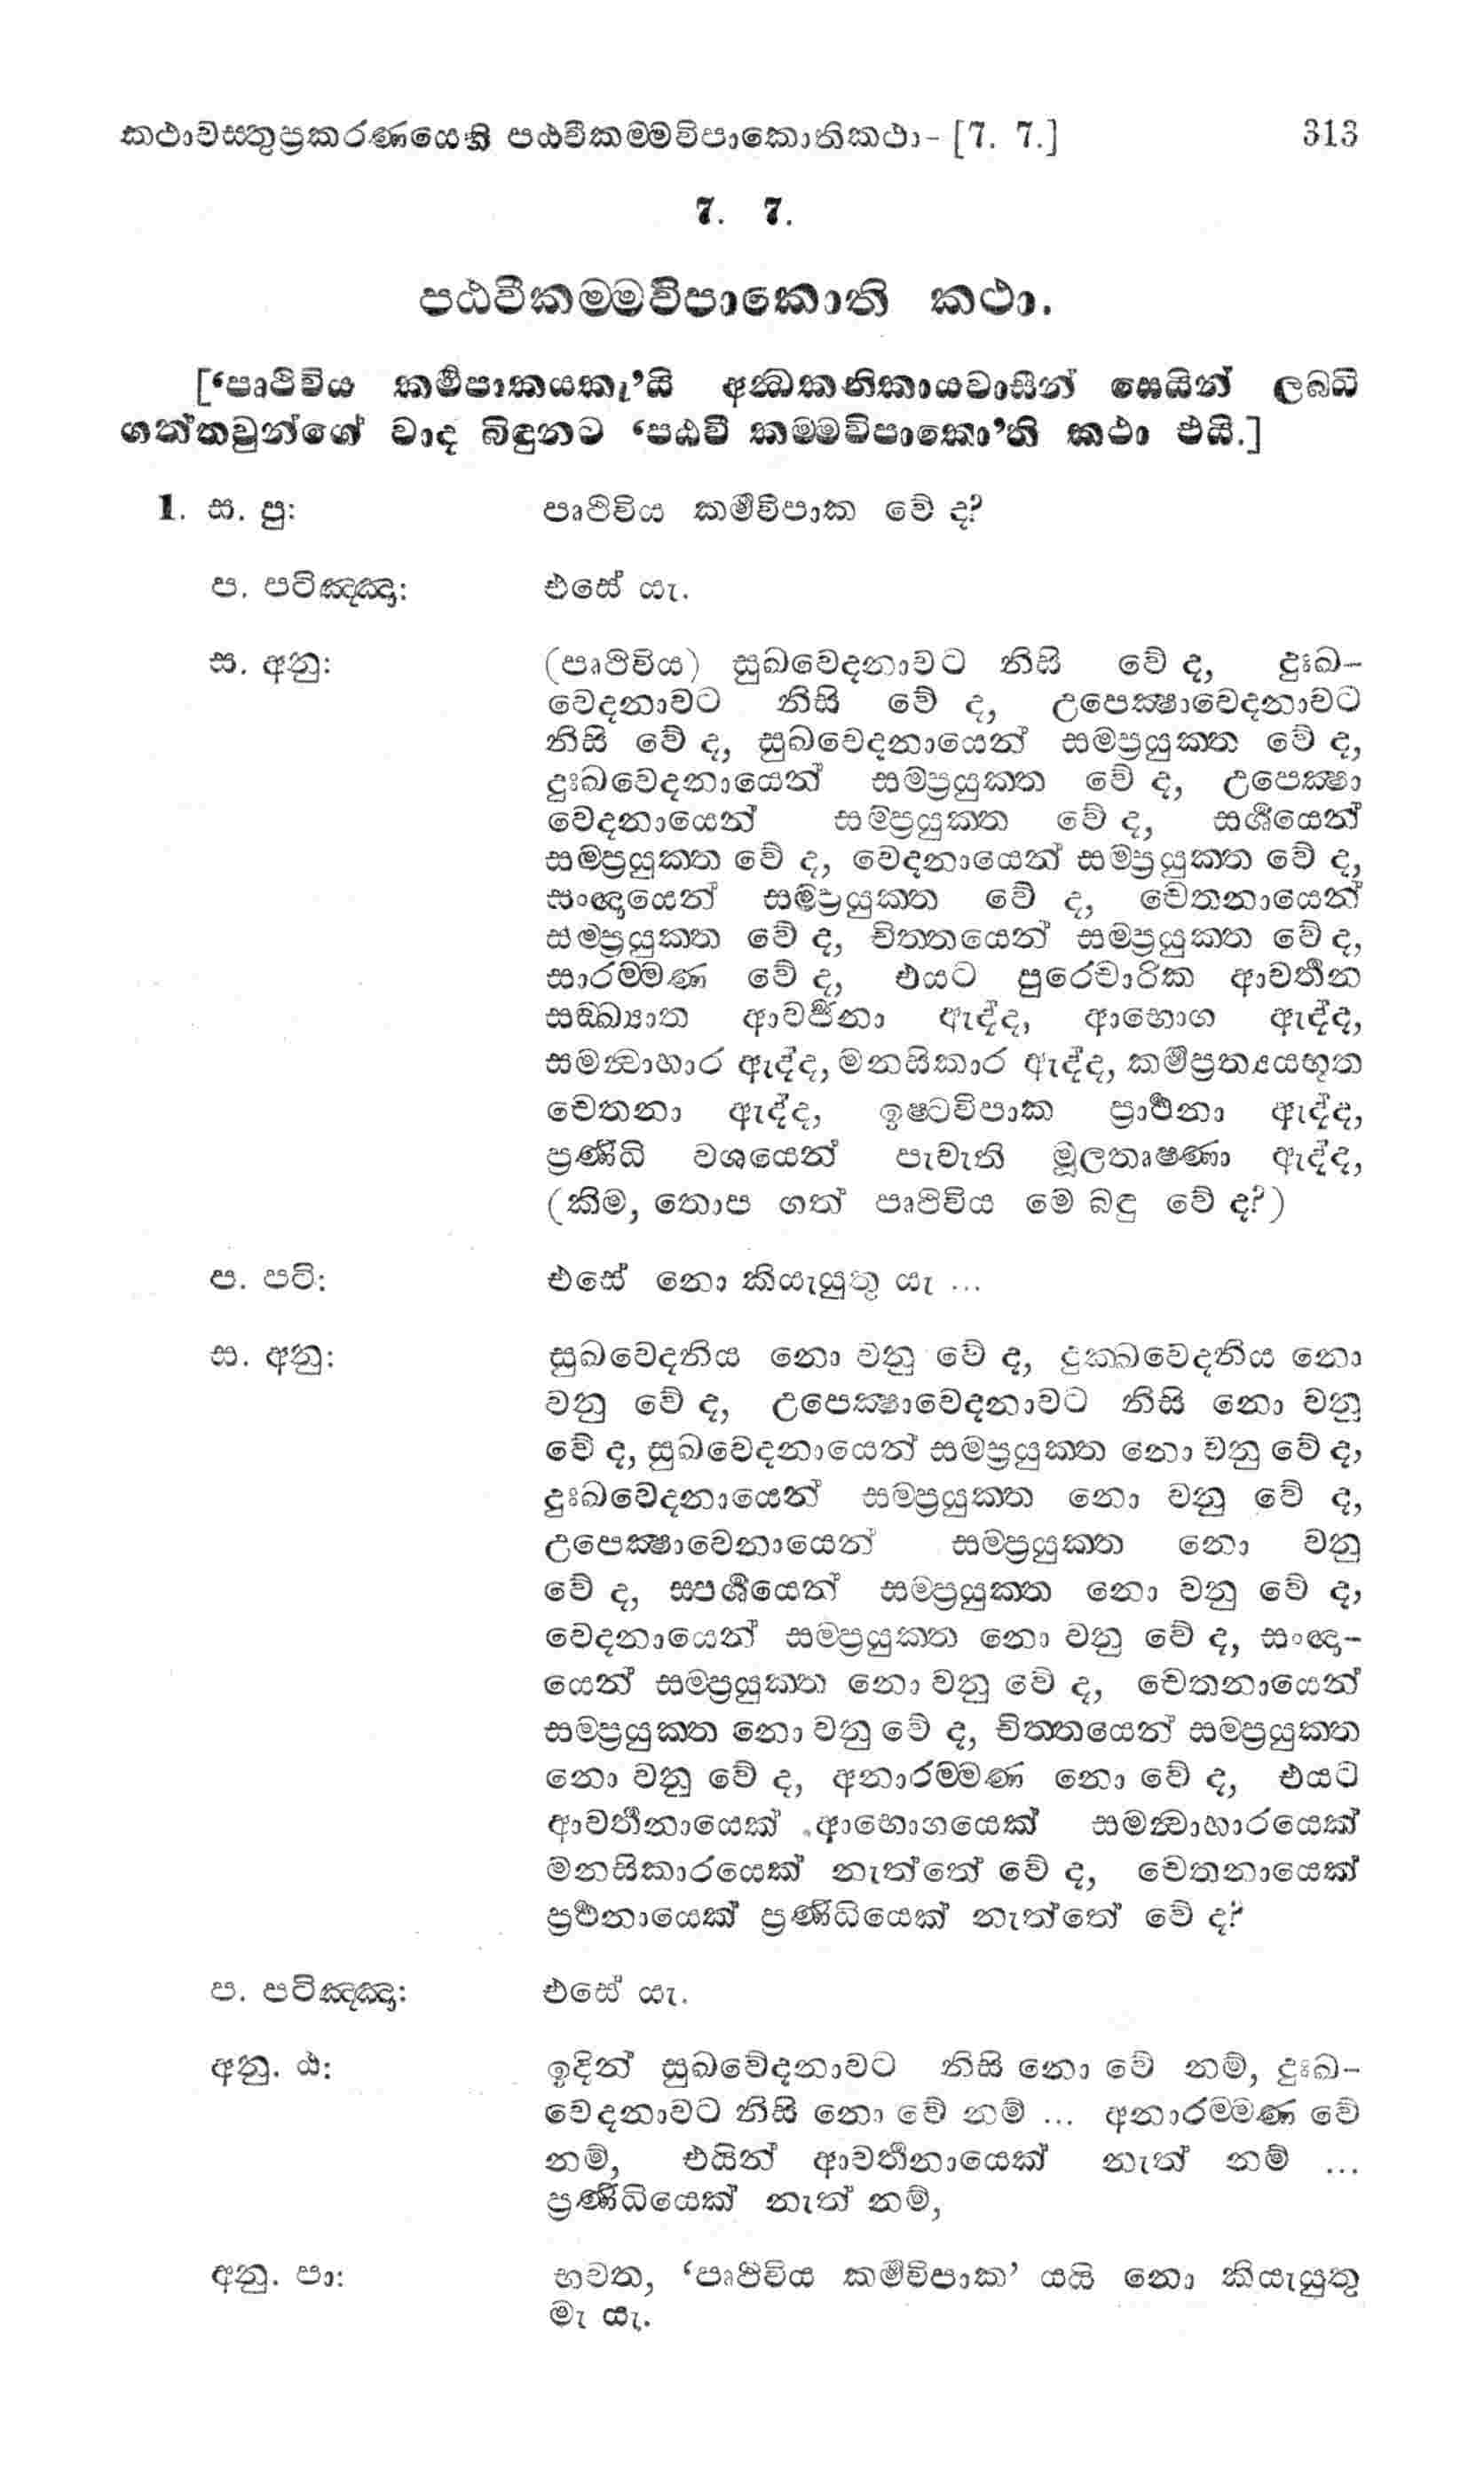 කථාවස්තුප්‍රකරණයෙහි පඨවීකම්මවිපාකොතිකථා- [7. 7.] 313
7. 7.
පඨවීකම්මවිපාකොති කථා.
[‘පෘථිවිය කර්මපාකයකැ’යි අන්ධකනිකායවාසීන් සෙයින් ලබ්ධි
ගත්තවුන්ගේ වාද බිඳුනට ‘පඨවී කම්මවිපාකො’ති කථා එයි.]
1. ස. පු: පෘථිවිය කර්මවිපාක වේ ද?
ප. පටිඤ්ඤා: එසේ යැ.
ස. අනු: (පෘථිවිය) සුඛවෙදනාවට නිසි වේ ද, දුඃඛ-
වෙදනාවට නිසි වේ ද, උපෙක්ෂාවෙදනාවට
නිසි වේ ද, සුඛවෙදනායෙන් සම්ප්‍රයුක්ත වේ ද,
දුඃඛවෙදනායෙන් සම්ප්‍රයුක්ත වේ ද, උපෙක්ෂා
වෙදනායෙන් සම්ප්‍රයුක්ත වේ ද, සර්ශයෙන්
සම්ප්‍රයුක්ත වේ ද, වෙදනායෙන් සම්ප්‍රයුක්ත වේ ද,
සංඥායෙන් සම්ප්‍රයුක්ත වේ ද, චෙතනායෙන්
සම්ප්‍රයුක්ත වේ ද, චිත්තයෙන් සම්ප්‍රයුක්ත වේ ද,
සාරම්මණ වේ ද, එයට පුරෙචාරික ආවර්තන
සඞ්ඛ්‍යාත ආවර්ජනා ඇද්ද, ආභොග ඇද්ද,
සමන්වාහාර ඇද්ද, මනසිකාර ඇද්ද, කර්මප්‍රත්‍යයභූත
චෙතනා ඇද්ද, ඉෂ්ටවිපාක ප්‍රාර්ථනා ඇද්ද,
ප්‍රණිධි වශයෙන් පැවැති මූලතෘෂ්ණා ඇද්ද,
(කිම, තොප ගත් පෘථිවිය මෙ බඳු වේ ද?)
ප. පටි: එසේ නො කියැයුතු යැ ...
ස. අනු: සුඛවෙදනිය නො වනු වේ ද, දුක්ඛවෙදනිය නො
වනු වේ ද, උපෙක්ෂාවෙදනාවට නිසි නො වනු
වේ ද, සුඛවෙදනායෙන් සම්ප්‍රයුක්ත නො වනු වේ ද,
දුඃඛවෙදනායෙන් සම්ප්‍රයුක්ත නො වනු වේ ද,
උපෙක්ෂාවෙනායෙන් සම්ප්‍රයුක්ත නො වනු
වේ ද, ස්පර්ශයෙන් සම්ප්‍රයුක්ත නො වනු වේ ද,
වෙදනායෙන් සම්ප්‍රයුක්ත නො වනු වේ ද, සංඥා-
යෙන් සම්ප්‍රයුක්ත නො වනු වේ ද, චෙතනායෙන්
සම්ප්‍රයුක්ත නො වනු වේ ද, චිත්තයෙන් සම්ප්‍රයුක්ත
නො වනු වේ ද, අනාරම්මණ නො වේ ද, එයට
ආවර්තනායෙක් ආභොගයෙක් සමන්වාහාරයෙක්
මනසිකාරයෙක් නැත්තේ වේ ද, චෙතනායෙක්
ප්‍රර්ථනායෙක් ප්‍රණිධියෙක් නැත්තේ වේ ද?
ප. පටිඤ්ඤා: එසේ යැ.
අනු. ඨ: ඉදින් සුඛවේදනාවට නිසි නො වේ නම්, දුඃඛ-
වෙදනාවට නිසි නො වේ නම් ... අනාරම්මණ වේ
නම්, එයින් ආවර්තනායෙක් නැත් නම් ...
ප්‍රණිධියෙක් නැත් නම්,
අනු. පා: භවත, ‘පෘථිවිය කර්මවිපාක’ යයි නො කියැයුතු
මැ යැ.